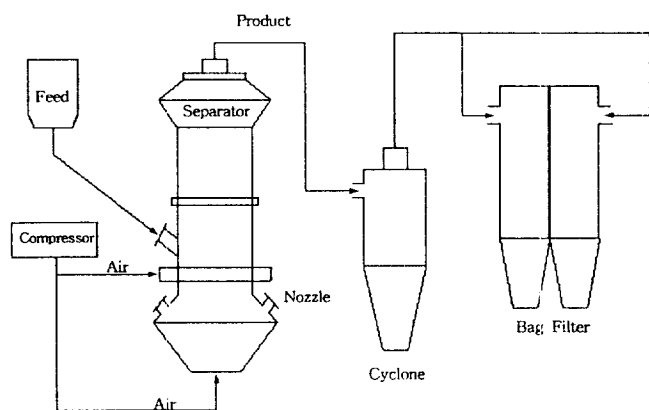 Product
Feed
Separator
Compressor
Air
Nozzle
Air
Cyclone
Bag Filter